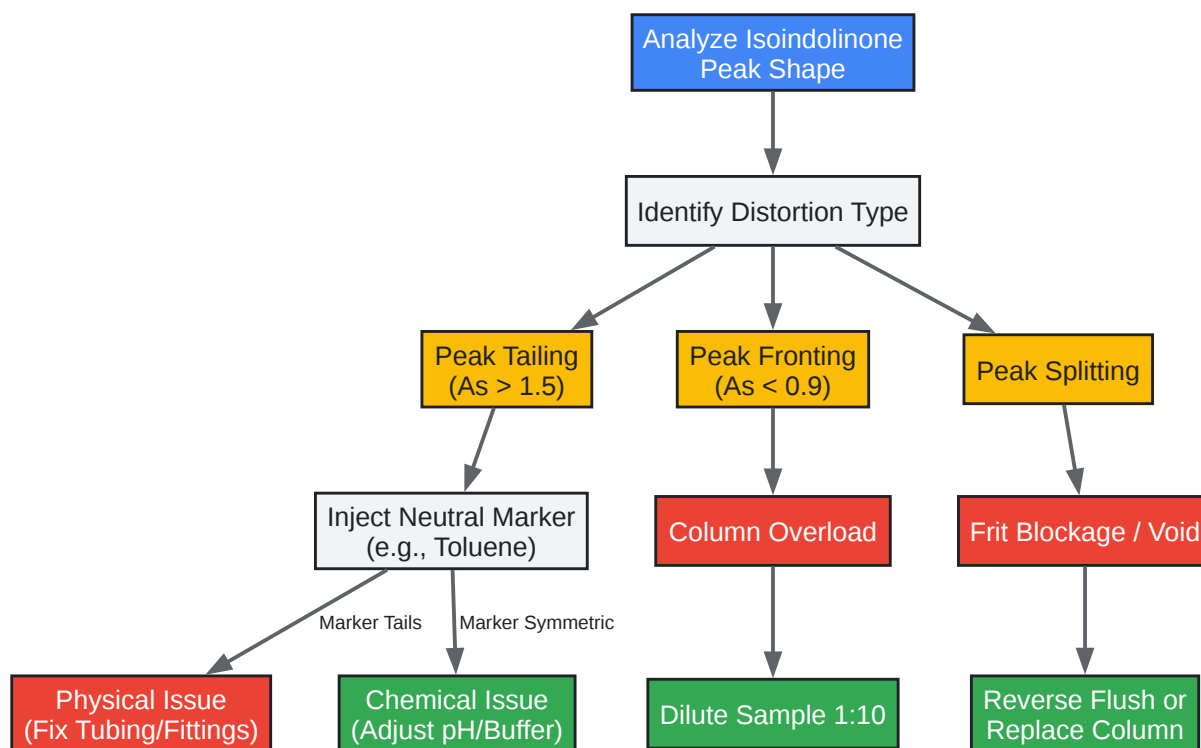 Analyze Isoindolinone
Peak Shape
Identify Distortion Type
Peak Tailing
(As > 1.5)
Peak Fronting
(As < 0.9)
Peak Splitting
Inject Neutral Marker
(e.g., Toluene)
Column Overload
Frit Blockage / Void
Marker Tails
Marker Symmetric
Physical Issue
(Fix Tubing/Fittings)
Chemical Issue
(Adjust pH/Buffer)
Dilute Sample 1:10
Reverse Flush or
Replace Column